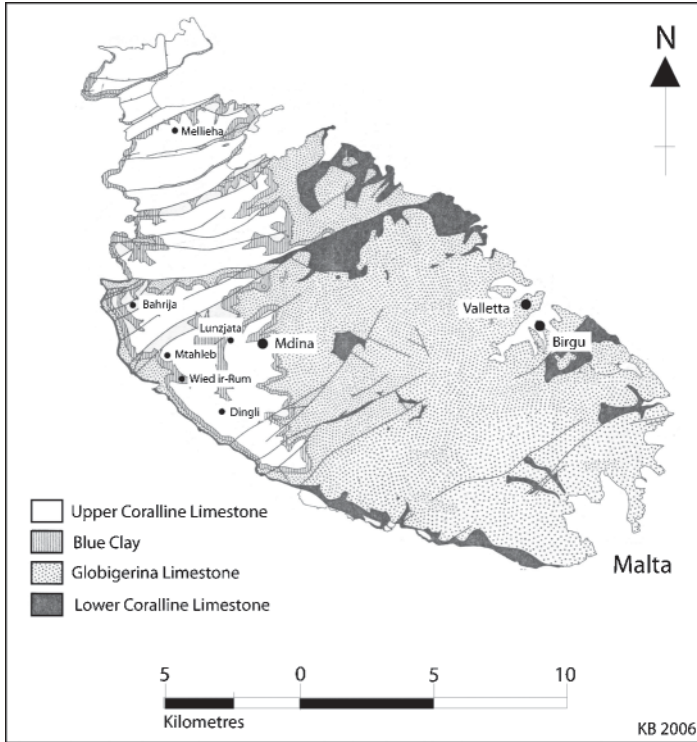 N
Mellieha
Bahrija
Valletta
Lunzjata
Mdina
Birgu
Mtahleb
Wied ir-Rum
Dingli
Upper Coralline Limestone
Blue Clay
Globigerina Limestone
Malta
Lower Coralline Limestone
5 0 5 10
Kilometres
KB 2006